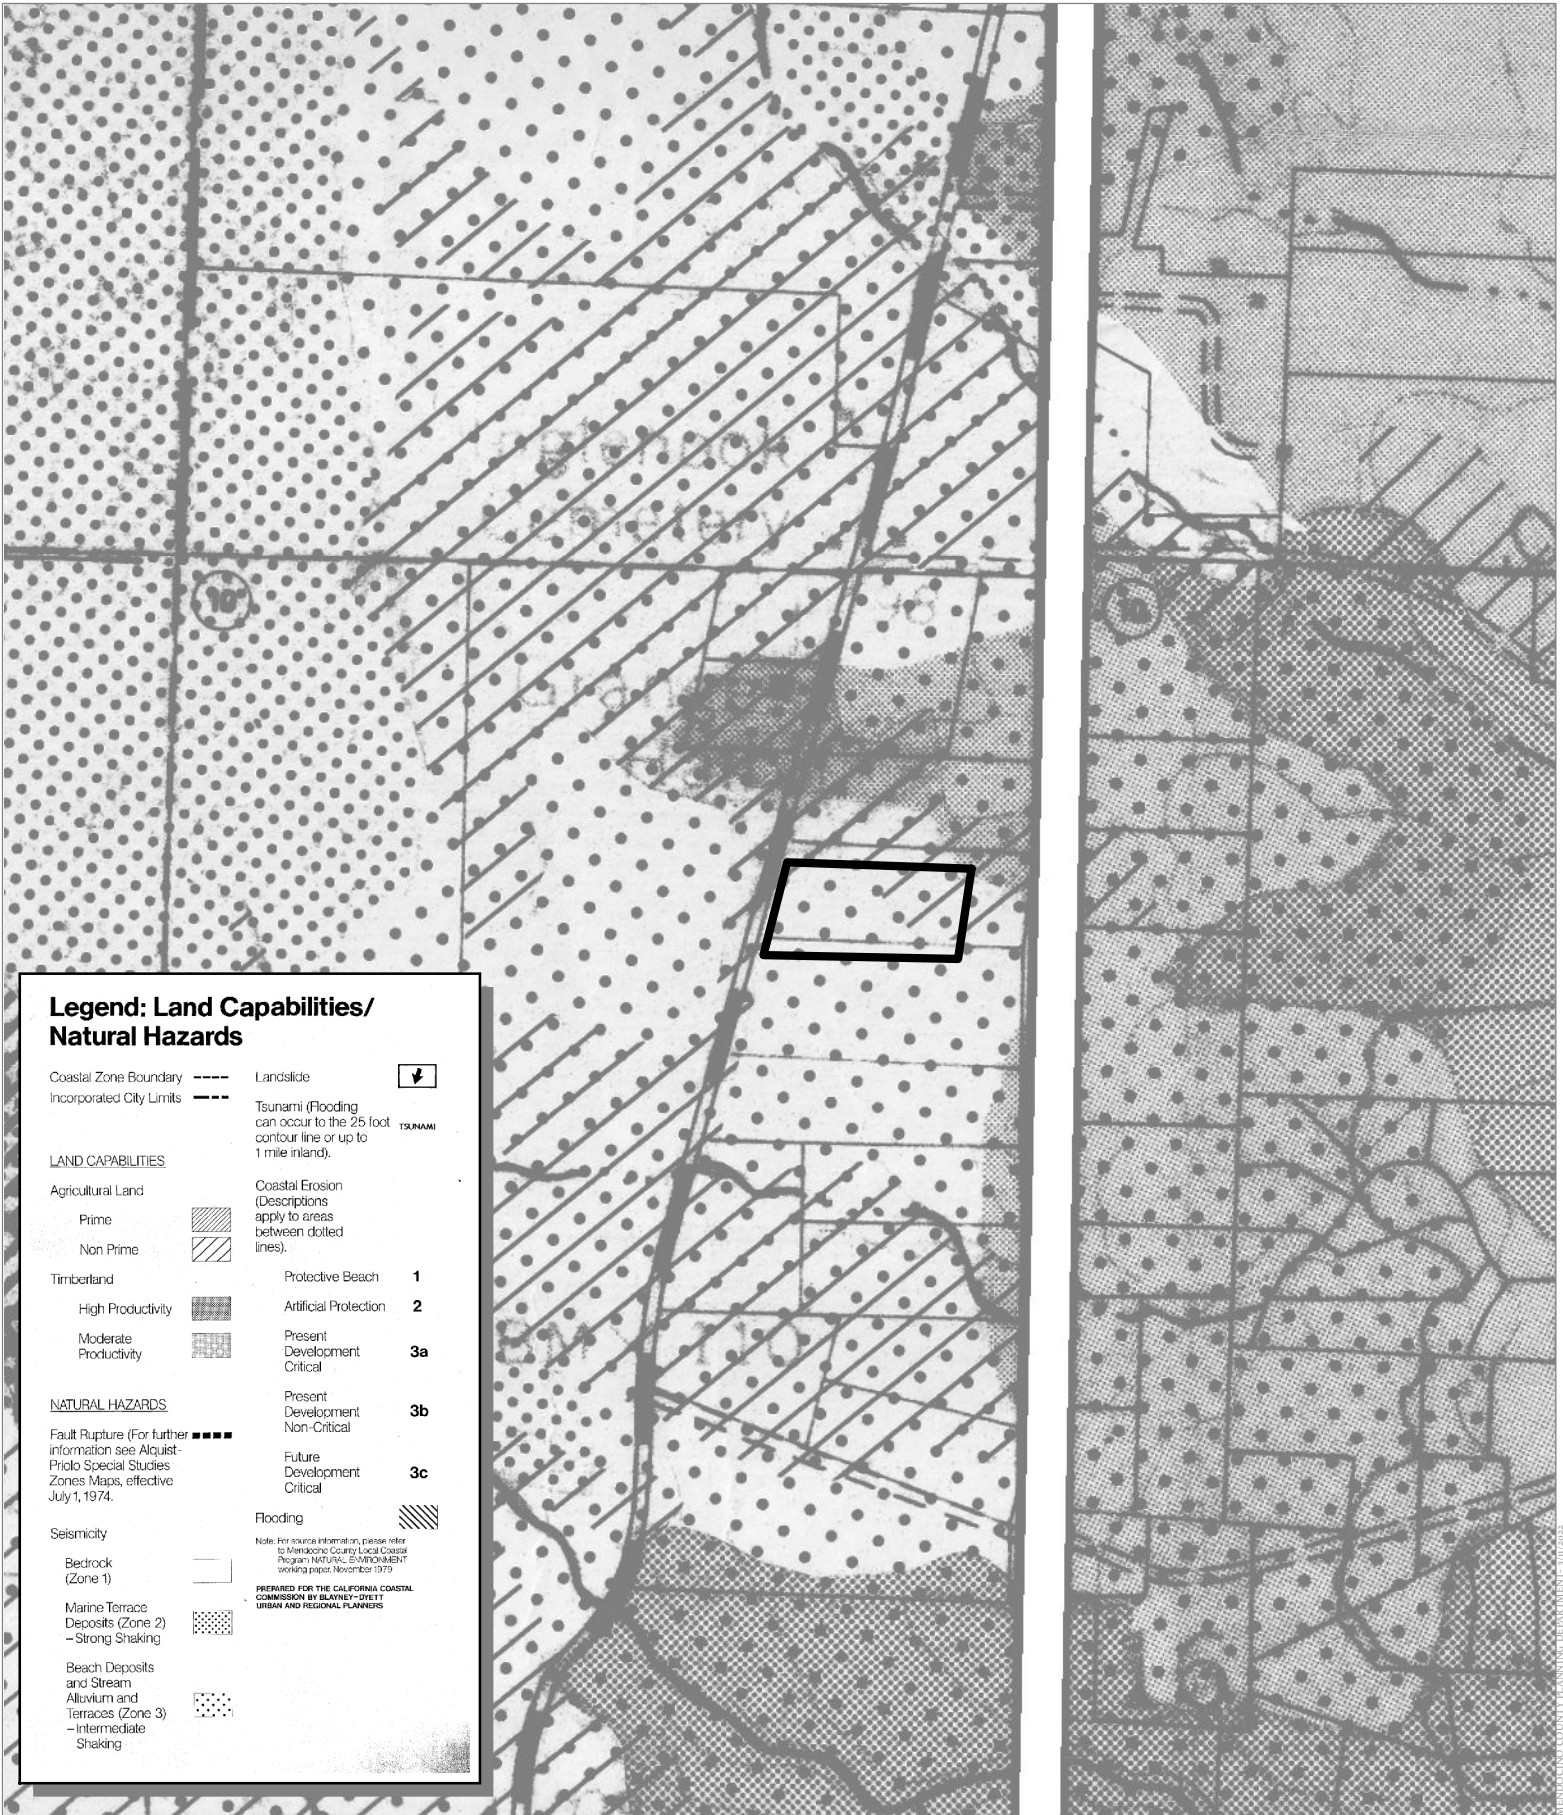 Inglenook
10
Legend: Land Capabilities/
Natural Hazards
Coastal Zone Boundary
Incorporated City Limits
LAND CAPABILITIES
Agricultural Land
Prime
Non Prime
Timberland
High Productivity
Moderate
Productivity
NATURAL HAZARDS
Fault Rupture (For further
information see Alquist-
Priolo Special Studies
Zones Maps, effective
July 1, 1974.
Seismicity
Bedrock
(Zone 1)
Marine Terrace
Deposits (Zone 2)
–Strong Shaking
Beach Deposits
and Stream
Alluvium and
Terraces (Zone 3)
–Intermediate
Shaking
Landslide
Tsunami (Flooding
can occur to the 25 foot
contour line or up to
1 mile inland).
TSUNAMI
Coastal Erosion
(Descriptions
apply to areas
between dotted
lines).
Protective Beach 1
Artificial Protection 2
Present
Development 3a
Critical
Present
Development 3b
Non-Critical
Future
Development 3c
Critical
Flooding
Note: For source information, please refer
to Mendocino County Local Coastal
Program NATURAL ENVIRONMENT
working paper, November 1979
PREPARED FOR THE CALIFORNIA COASTAL
COMMISSION BY BLAYNEY-DYETT
URBAN AND REGIONAL PLANNERS